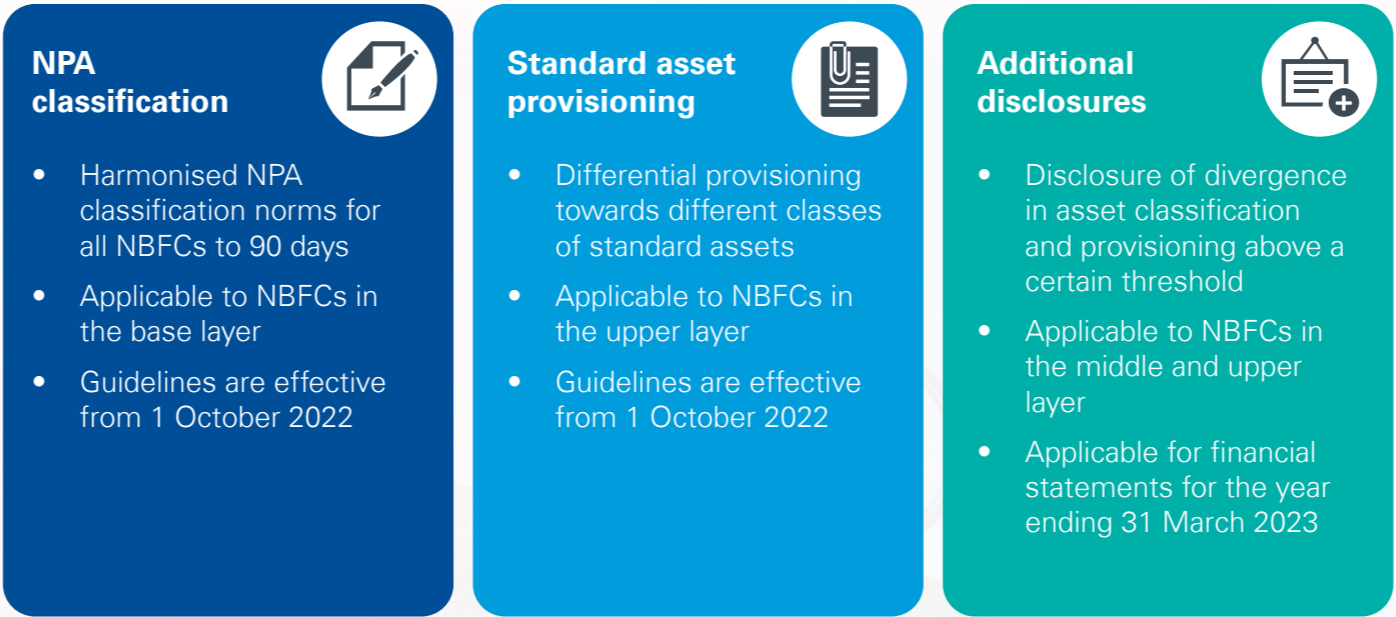 NPA
classification
• Harmonised NPA
classification norms for
all NBFCs to 90 days
• Applicable to NBFCs in
the base layer
• Guidelines are effective
from 1 October 2022
Standard asset
provisioning
• Differential provisioning
towards different classes
of standard assets
• Applicable to NBFCs in
the upper layer
• Guidelines are effective
from 1 October 2022
Additional
disclosures
• Disclosure of divergence
in asset classification
and provisioning above a
certain threshold
• Applicable to NBFCs in
the middle and upper
layer
• Applicable for financial
statements for the year
ending 31 March 2023